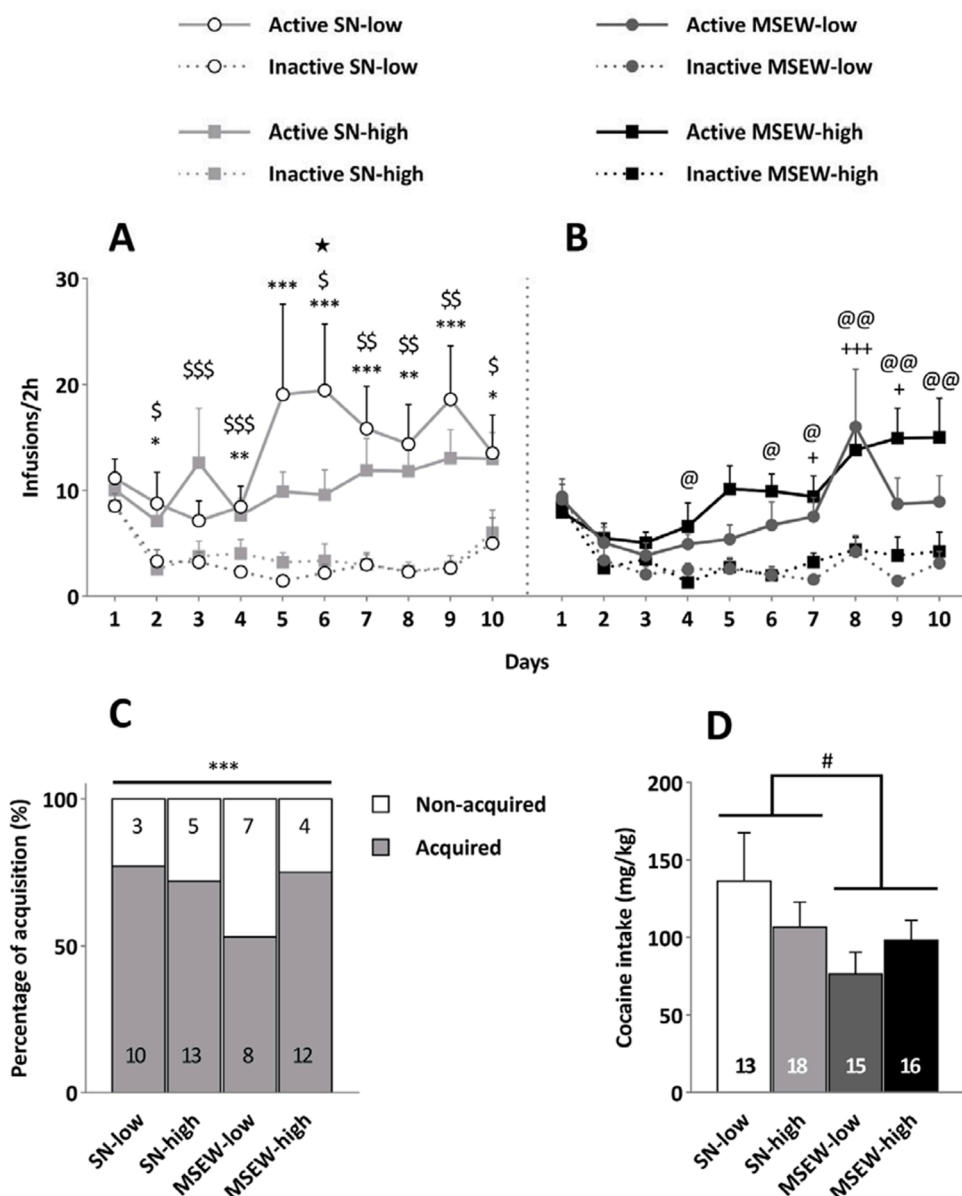 Active SN-low
Active MSEW-low
Inactive SN-low
Inactive MSEW-low
Active SN-high
Active MSEW-high
Inactive SN-high
Inactive MSEW-high
A
B
★
30
20
10
0
Infusions/2h
$
*
$$$
$$$
**
***
$
***
$$
***
$$
**
$$
***
$
*
@
@
@
+
@@
+++
@@
+
@@
1 2 3 4 5 6 7 8 9 10
1 2 3 4 5 6 7 8 9 10
Days
C
***
Percentage of acquisition (%)
100
50
0
3 5 7 4
10 13 8 12
SN-low
SN-high
MSEW-low
MSEW-high
Non-acquired
Acquired
D
#
Cocaine intake (mg/kg)
200
150
100
50
0
13 18 15 16
SN-low
SN-high
MSEW-low
MSEW-high